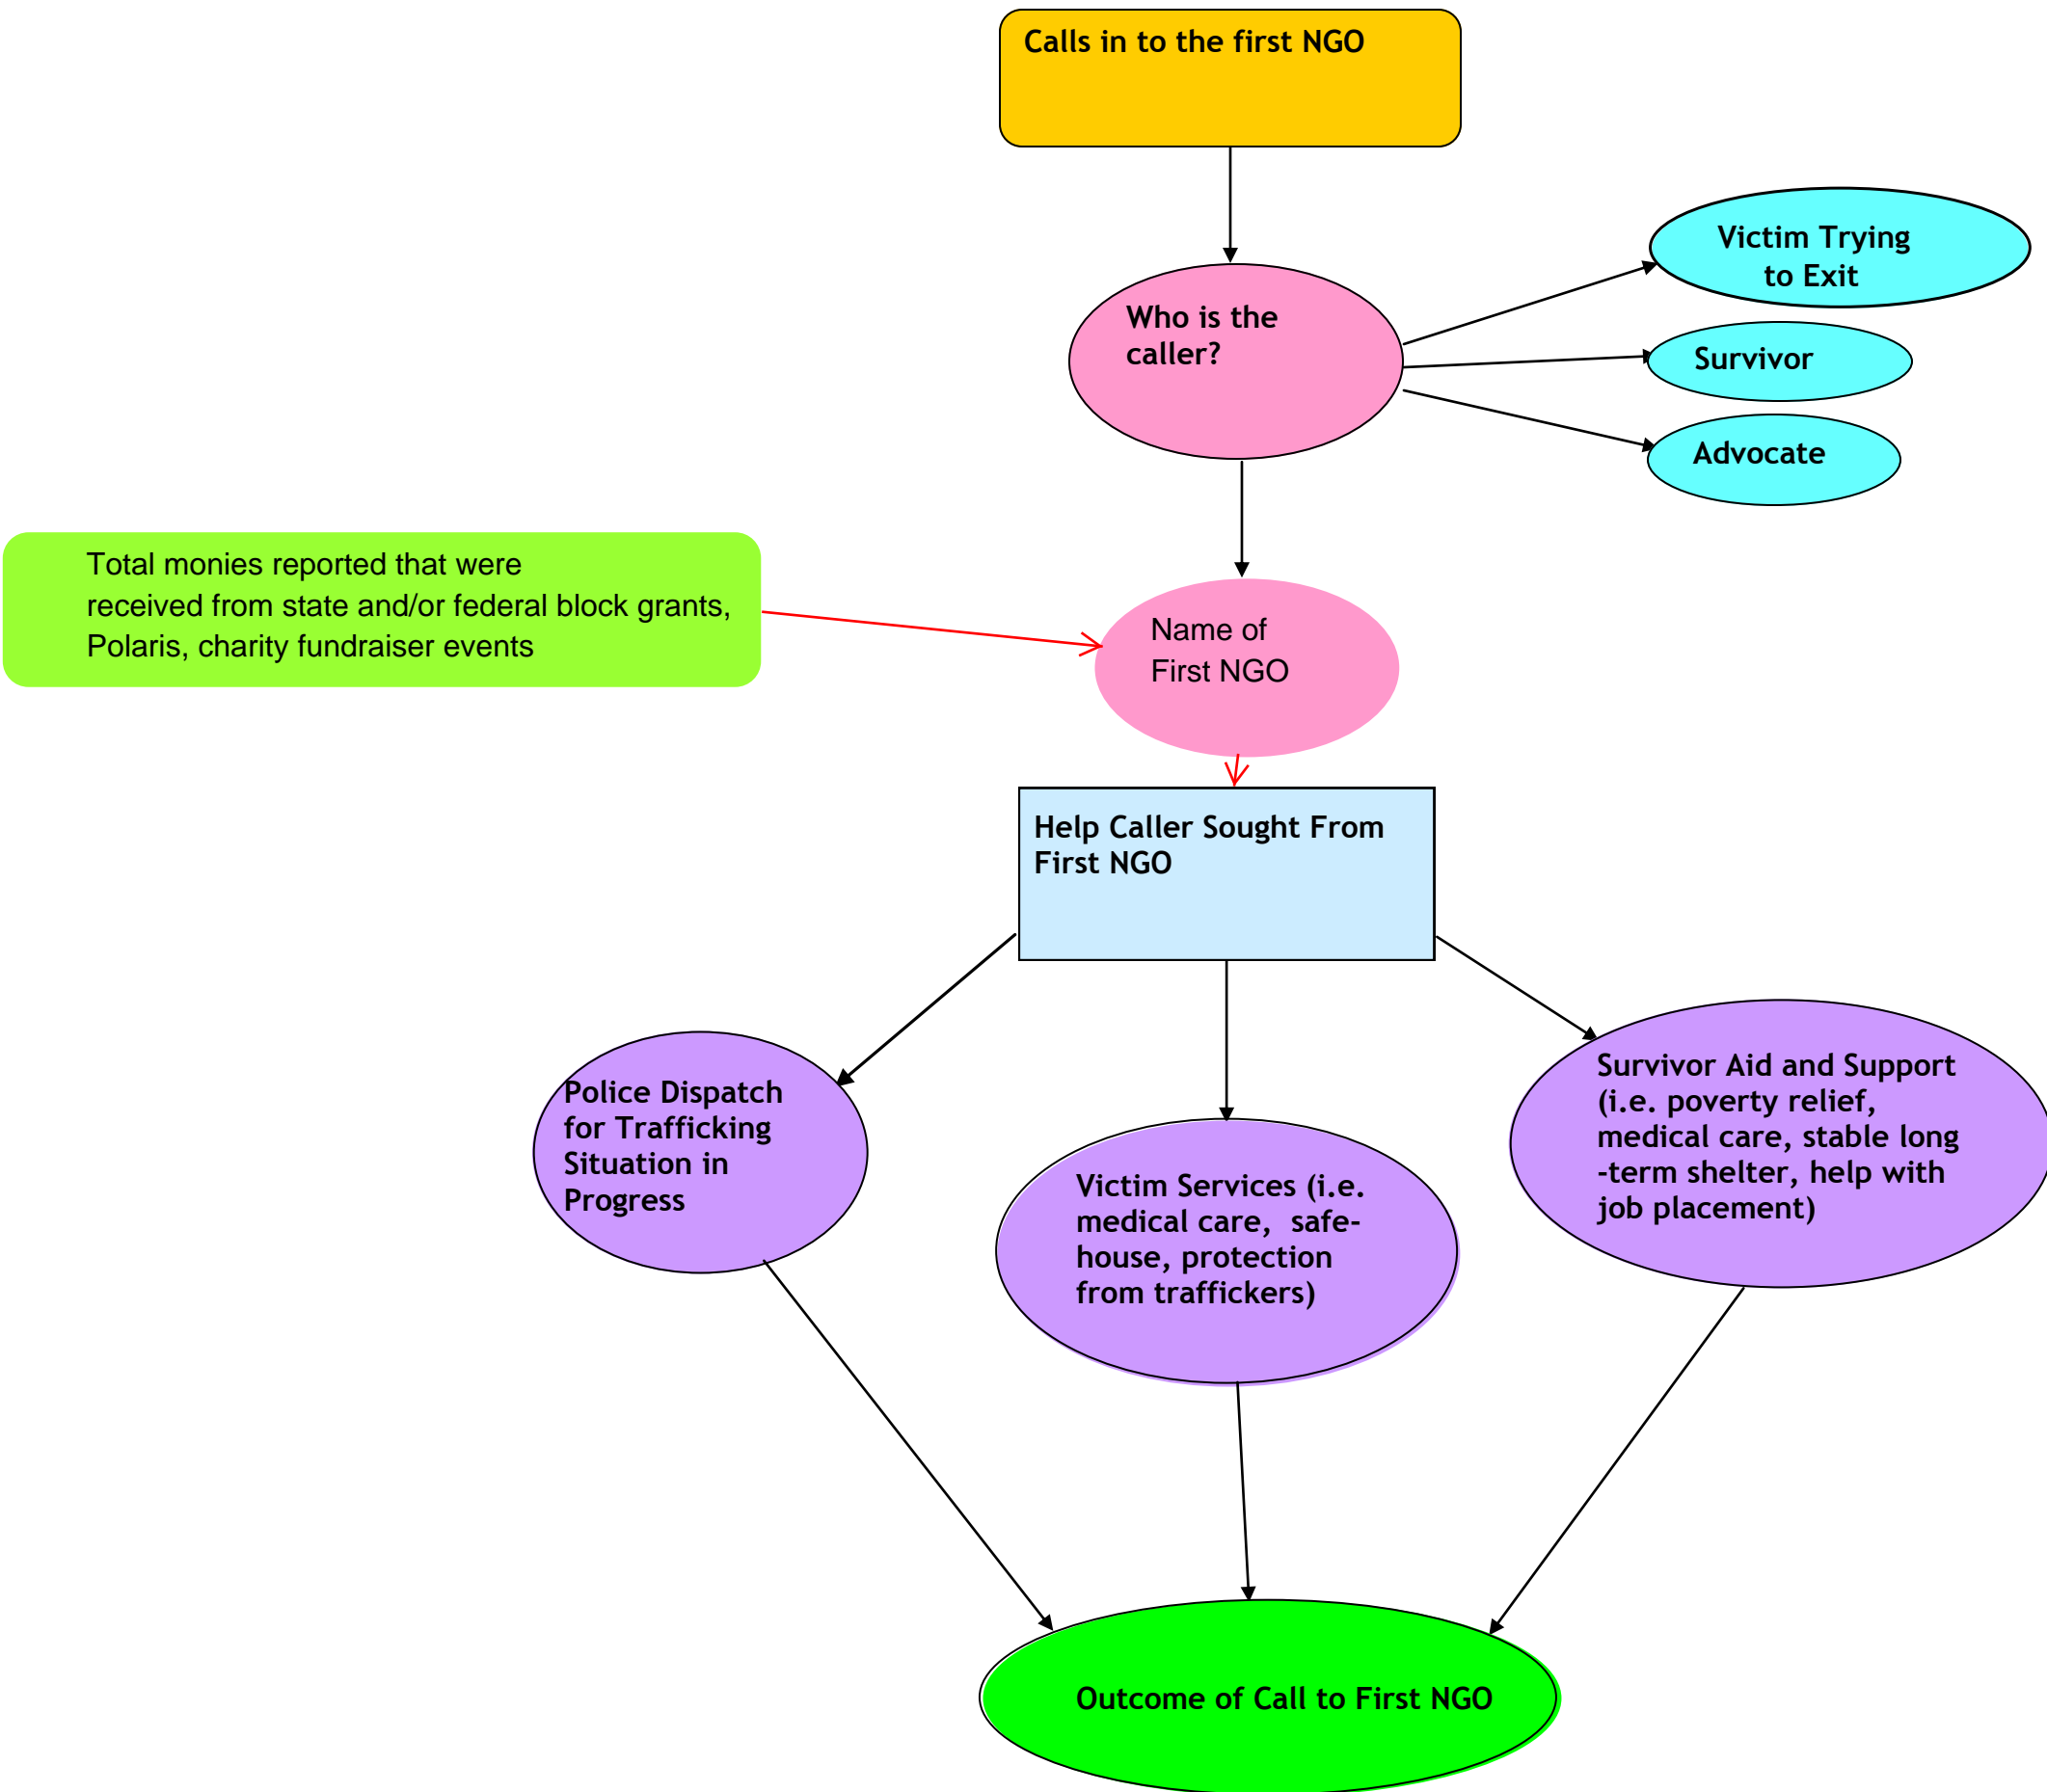 Calls in to the first NGO
Victim Trying
to Exit
Who is the
caller?
Survivor
Advocate
Total monies reported that were
received from state and/or federal block grants,
Polaris, charity fundraiser events
Name of
First NGO
Help Caller Sought From
First NGO
Police Dispatch
for Trafficking
Situation in
Progress
Victim Services (i.e.
medical care,  safe-
house, protection
from traffickers)
Survivor Aid and Support
(i.e. poverty relief,
medical care, stable long
-term shelter, help with
job placement)
Outcome of Call to First NGO